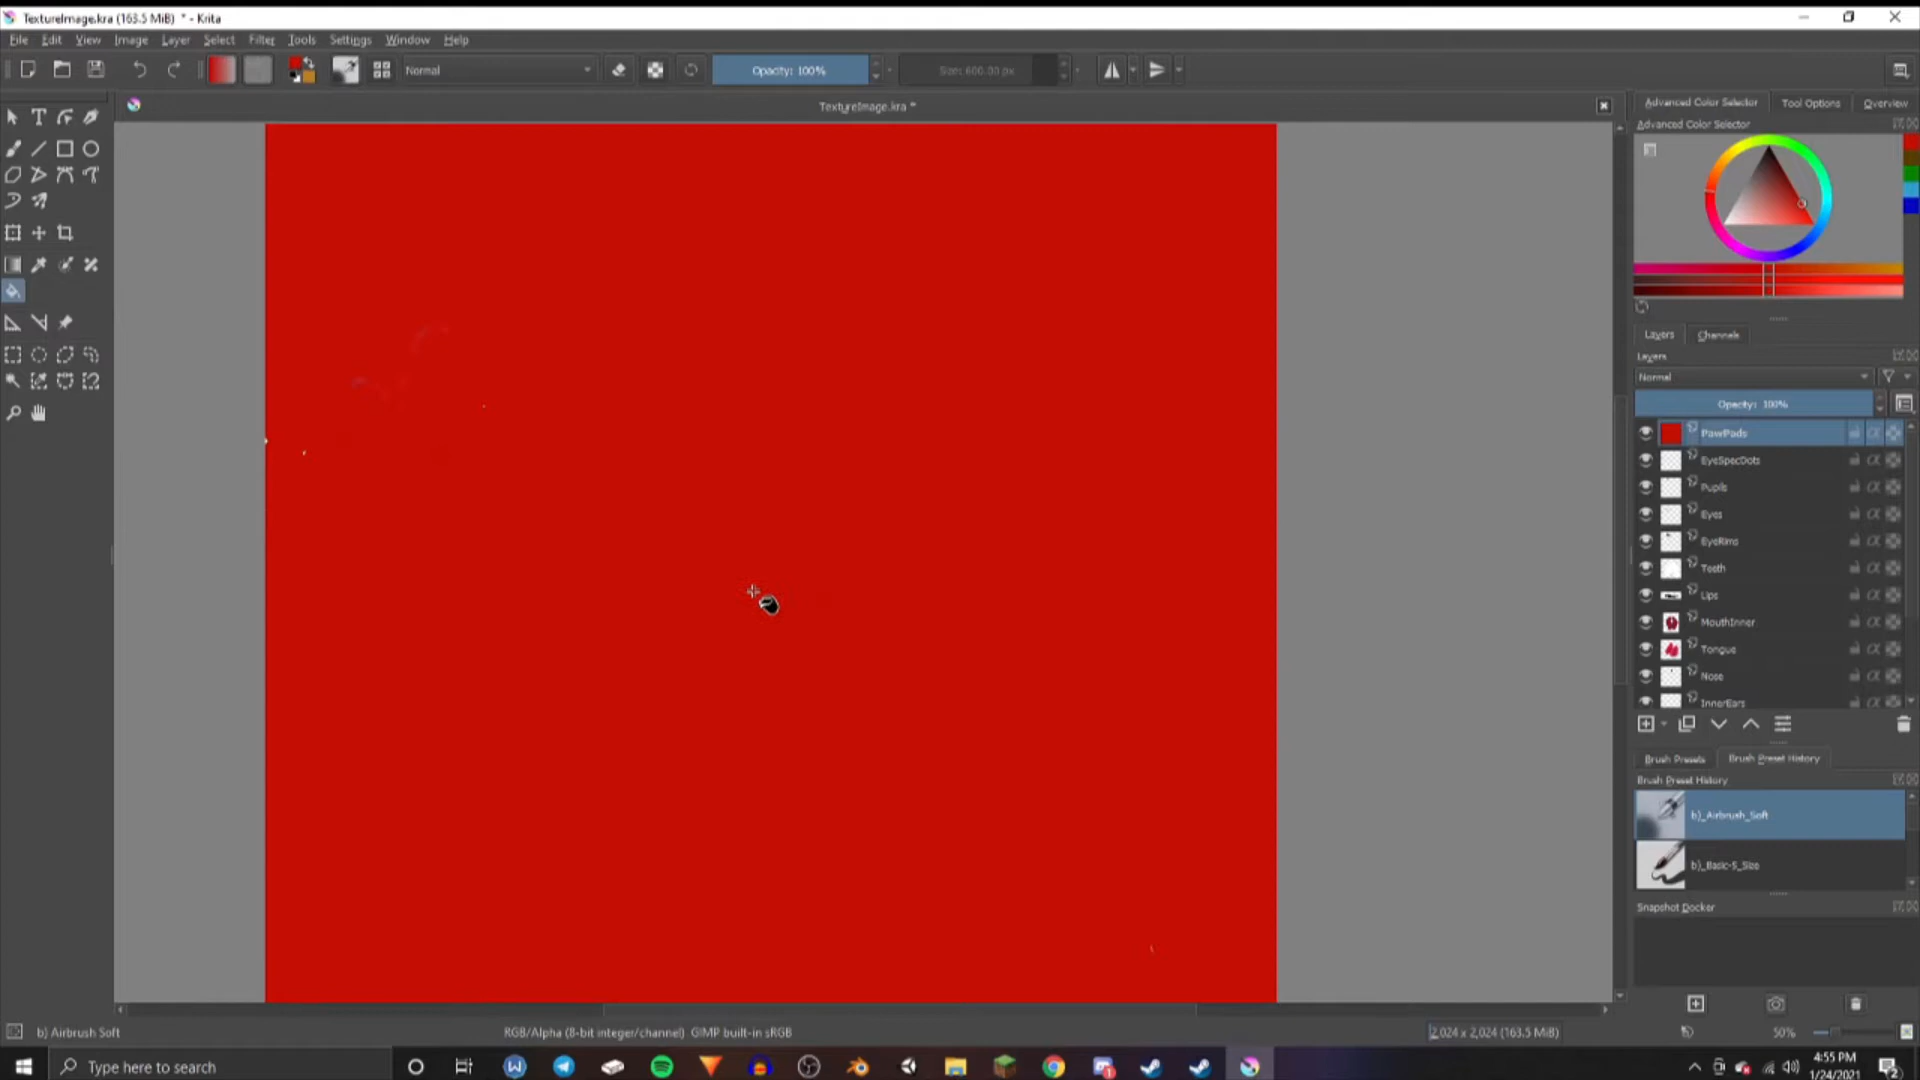 TextureImage.kra (163.5 MiB) * - Krita
File Edit View Image Layer Select Filter Tools Settings Window Help
Normal Opacity: 100% Size: 600.00 px
TextureImage.kra *
Advanced Color Selector Tool Options Overview
Advanced Color Selector
Layers Channels
Layers
Normal
Opacity: 100%
PawPads
EyeSpecDots
Pupils
Eyes
EyeRims
Teeth
Lips
MouthInner
Tongue
Nose
InnerEars
Brush Presets Brush Preset History
Brush Preset History
b)_Airbrush_Soft
b)_Basic-5_Size
Snapshot Docker
b) Airbrush Soft RGB/Alpha (8-bit integer/channel) GIMP built-in sRGB 2,024 x 2,024 (163.5 MiB) 50%
Type here to search
4:55 PM
1/24/2021